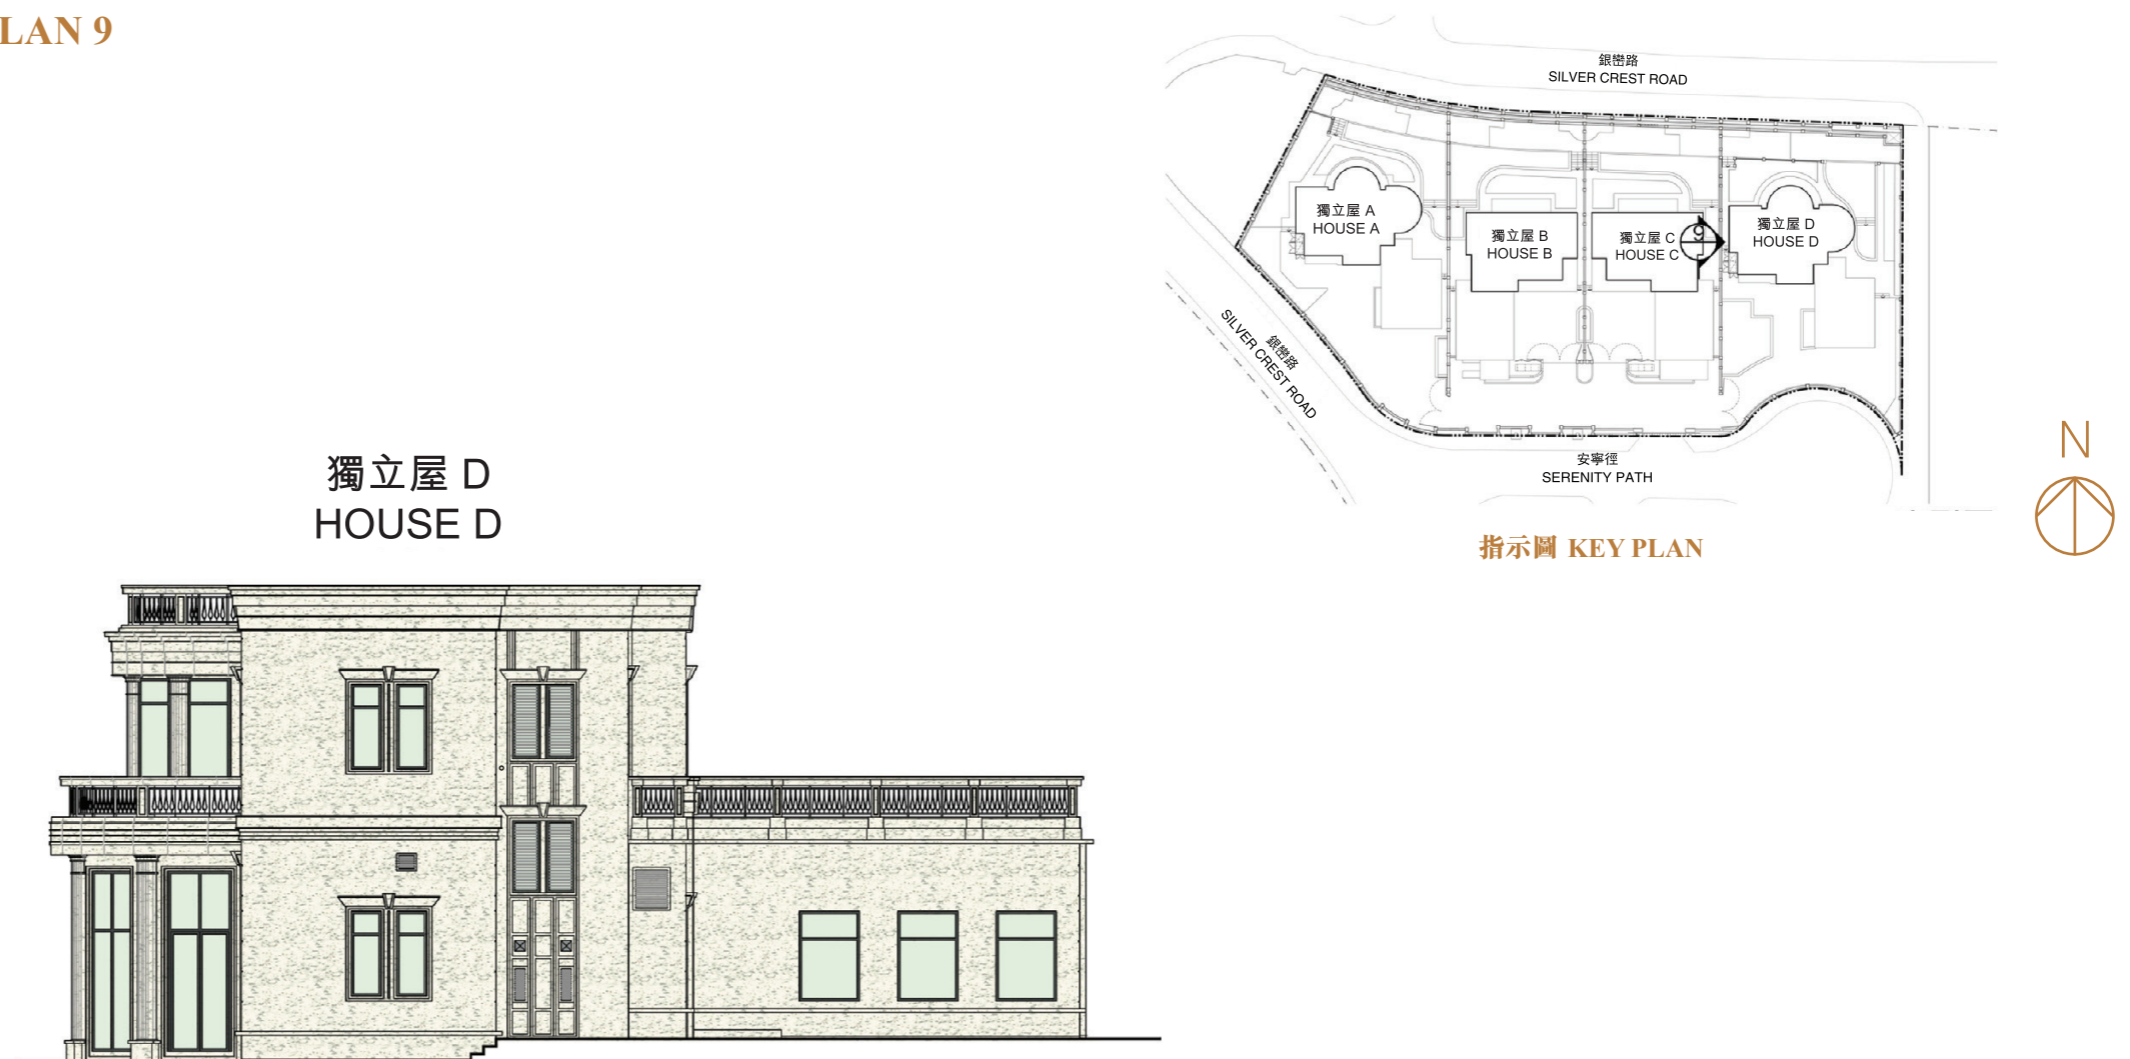 LAN 9
銀巒路
SILVER CREST ROAD
獨立屋 A
HOUSE A
獨立屋 B
HOUSE B
獨立屋 C
HOUSE C
9
獨立屋 D
HOUSE D
銀巒路
SILVER CREST ROAD
安寧徑
SERENITY PATH
N
指示圖 KEY PLAN
獨立屋 D
HOUSE D